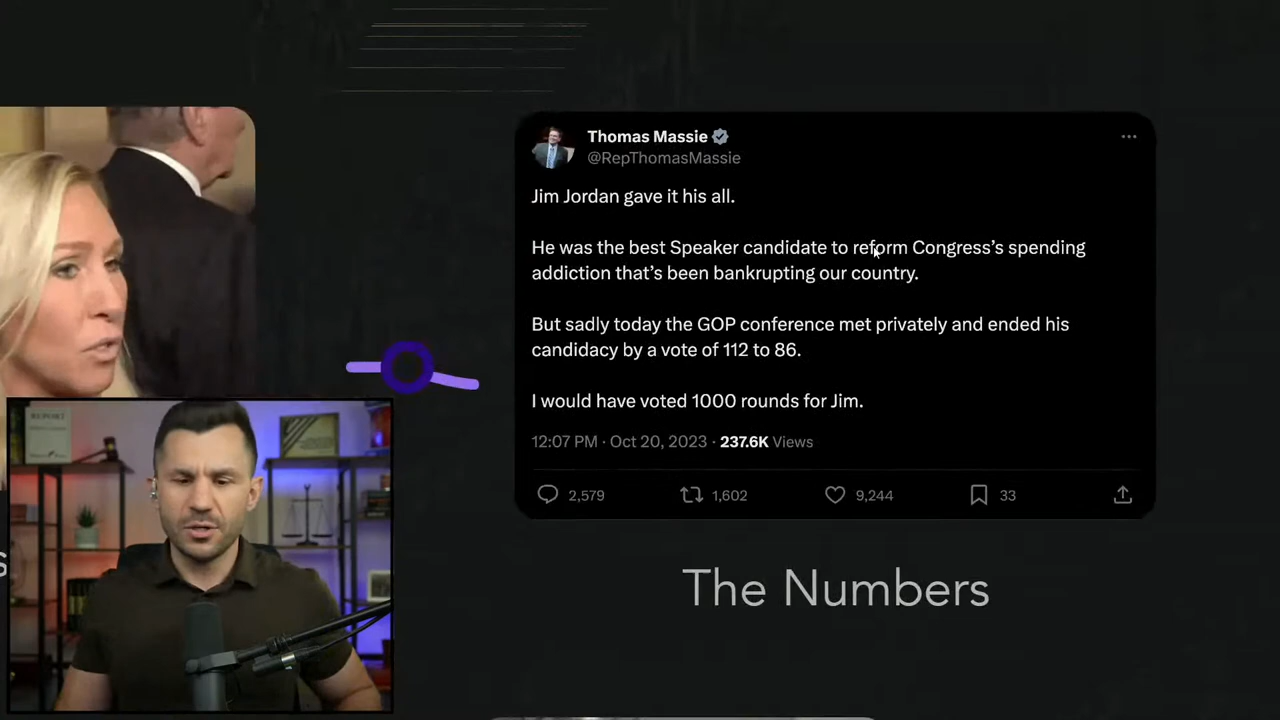 Thomas Massie
@RepThomasMassie
Jim Jordan gave it his all.
He was the best Speaker candidate to reform Congress’s spending
addiction that’s been bankrupting our country.
But sadly today the GOP conference met privately and ended his
candidacy by a vote of 112 to 86.
I would have voted 1000 rounds for Jim.
12:07 PM · Oct 20, 2023 · 237.6K Views
2,579 1,602 9,244 33
The Numbers
s
REPORT